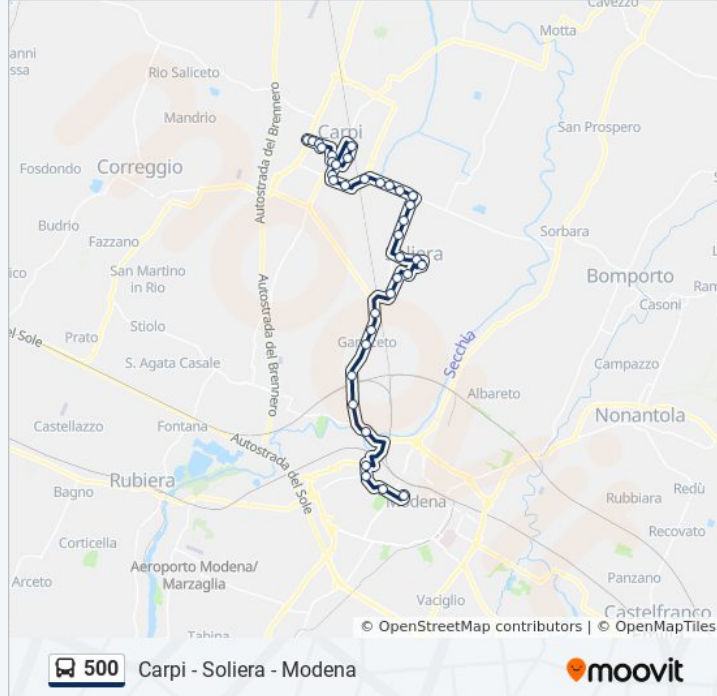 Cavezzo
Motta
anni
ssa
Rio Saliceto
Mandrio
Carpi
San Prospero
Fosdondo
Correggio
Autostrada del Brennero
Budrio
Fazzano
Sorbara
liera
ico
San Martino
in Rio
Bomporto
Ram
Casoni
Stiolo
Autostrada del Brennero
el Sole
Prato
Ganaceto
Secchia
S. Agata Casale
Campazzo
Albareto
Castellazzo
Fontana
Nonantola
Autostrada del Sole
Rubiera
Bagno
Modena
Redù
Rubbiara
Recovato
Corticella
Aeroporto Modena/
Marzaglia
Arceto
Panzano
Vaciglio
Castelfranco
Tabina
© OpenStreetMap contributors | © OpenMapTiles
500 Carpi - Soliera - Modena
moovit